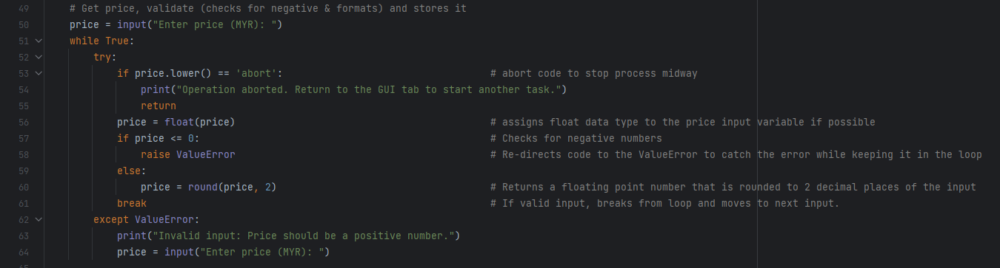 49 # Get price, validate (checks for negative & formats) and stores it
50 price = input("Enter price (MYR): ")
51 while True:
52 try:
53 if price.lower() == 'abort': # abort code to stop process midway
54 print("Operation aborted. Return to the GUI tab to start another task.")
55 return
56 price = float(price) # assigns float data type to the price input variable if possible
57 if price <= 0: # Checks for negative numbers
58 raise ValueError # Re-directs code to the ValueError to catch the error while keeping it in the loop
59 else:
60 price = round(price, 2) # Returns a floating point number that is rounded to 2 decimal places of the input
61 break # If valid input, breaks from loop and moves to next input.
62 except ValueError:
63 print("Invalid input: Price should be a positive number.")
64 price = input("Enter price (MYR): ")